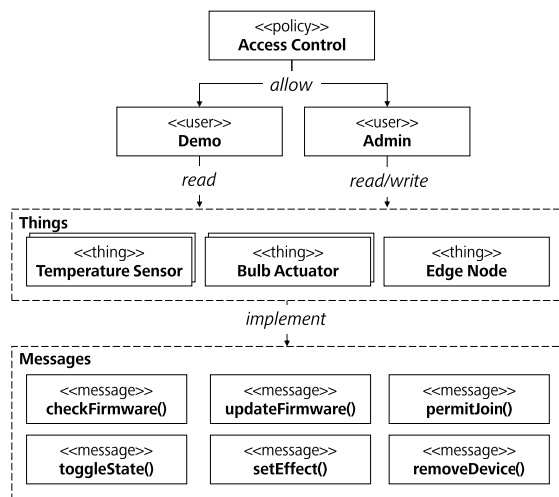 <<policy>>
Access Control
allow
<<user>>
Demo
<<user>>
Admin
read
read/write
Things
<<thing>>
Temperature Sensor
<<thing>>
Bulb Actuator
<<thing>>
Edge Node
implement
Messages
<<message>>
checkFirmware()
<<message>>
updateFirmware()
<<message>>
permitJoin()
<<message>>
toggleState()
<<message>>
setEffect()
<<message>>
removeDevice()